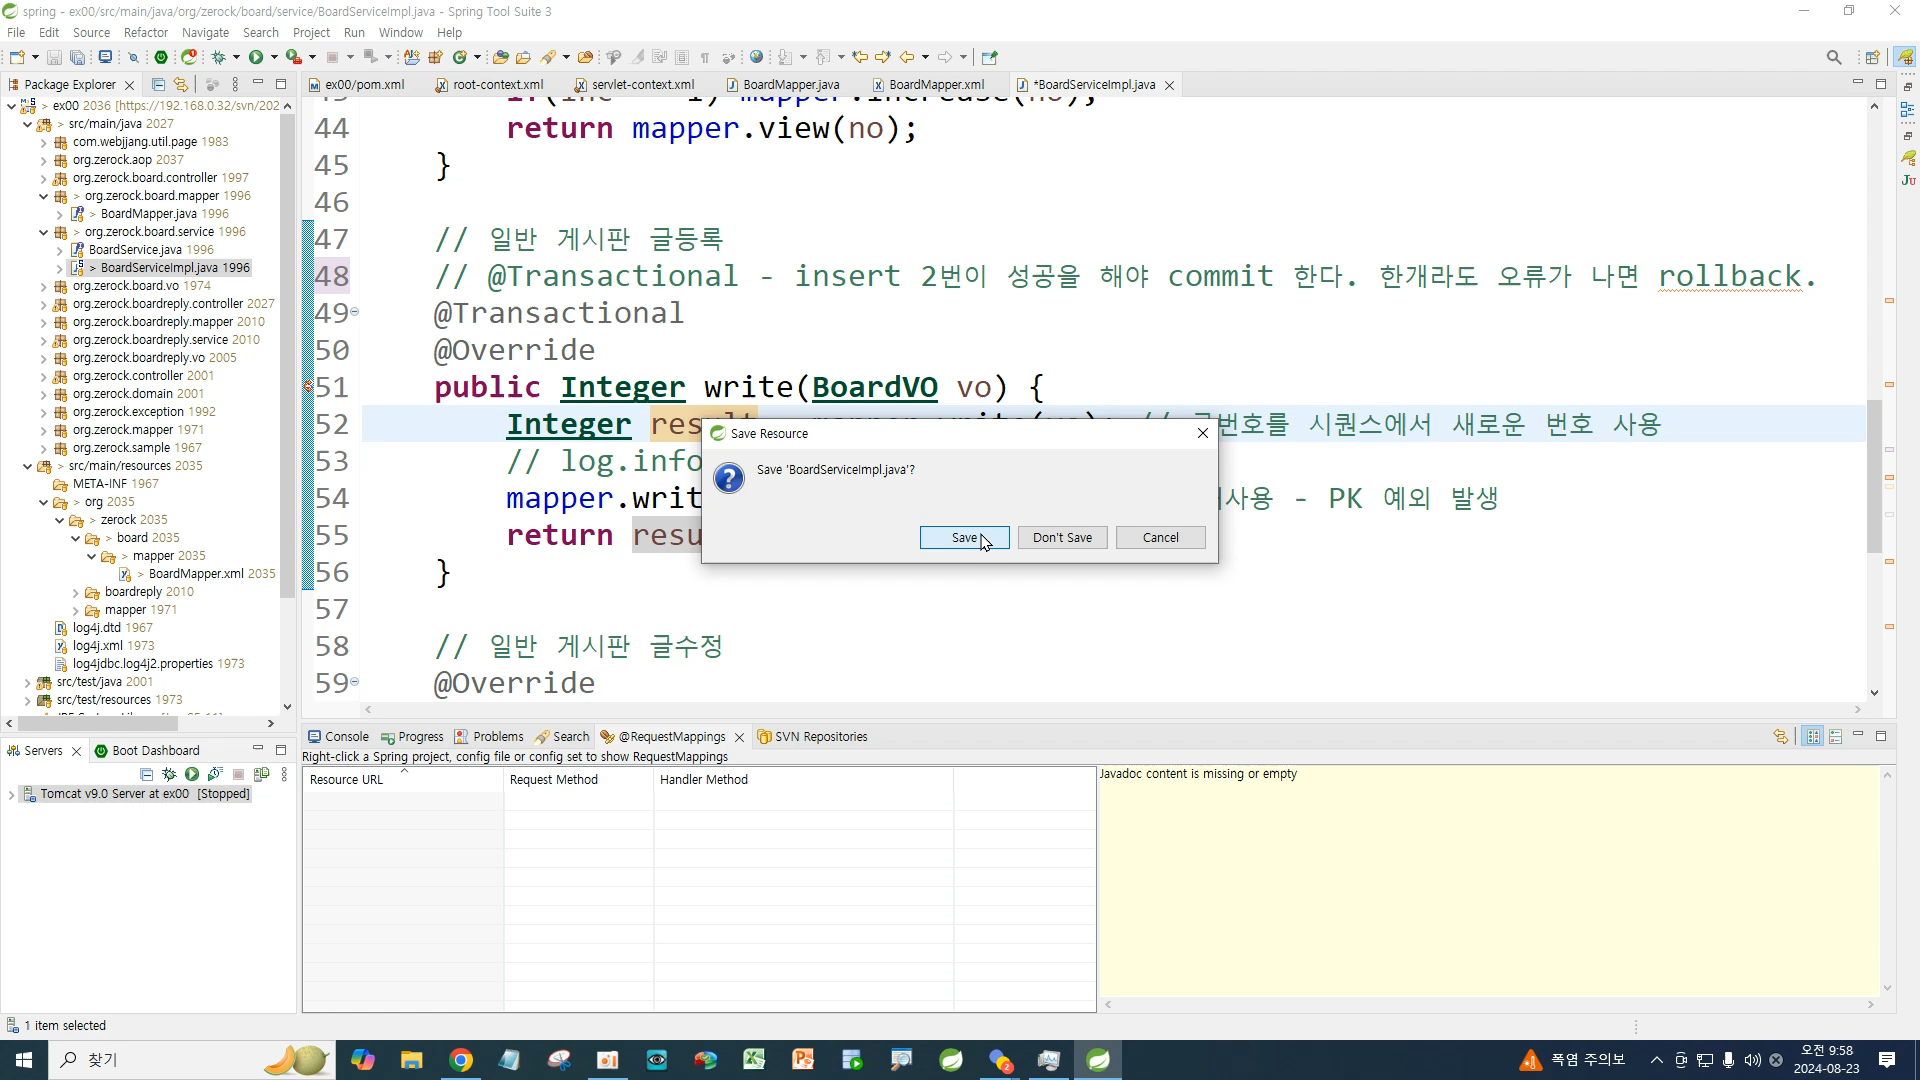 spring - ex00/src/main/java/org/zerock/board/service/BoardServiceImpl.java - Spring Tool Suite 3
File Edit Source Refactor Navigate Search Project Run Window Help
Package Explorer
ex00/pom.xml root-context.xml servlet-context.xml BoardMapper.java BoardMapper.xml *BoardServiceImpl.java
> ex00 2036 [https://192.168.0.32/svn/202
> src/main/java 2027
com.webjjang.util.page 1983
org.zerock.aop 2037
org.zerock.board.controller 1997
> org.zerock.board.mapper 1996
> BoardMapper.java 1996
> org.zerock.board.service 1996
BoardService.java 1996
> BoardServiceImpl.java 1996
org.zerock.board.vo 1974
org.zerock.boardreply.controller 2027
org.zerock.boardreply.mapper 2010
org.zerock.boardreply.service 2010
org.zerock.boardreply.vo 2005
org.zerock.controller 2001
org.zerock.domain 2001
org.zerock.exception 1992
org.zerock.mapper 1971
org.zerock.sample 1967
> src/main/resources 2035
META-INF 1967
> org 2035
> zerock 2035
> board 2035
> mapper 2035
> BoardMapper.xml 2035
boardreply 2010
mapper 1971
log4j.dtd 1967
log4j.xml 1973
log4jdbc.log4j2.properties 1973
src/test/java 2001
src/test/resources 1973
44 return mapper.view(no);
45 }
46
47 // 일반 게시판 글등록
48 // @Transactional - insert 2번이 성공을 해야 commit 한다. 한개라도 오류가 나면 rollback.
49 @Transactional
50 @Override
51 public Integer write(BoardVO vo) {
52 Integer res 번호를 시퀀스에서 새로운 번호 사용
53 // log.info
54 mapper.writ 사용 - PK 예외 발생
55 return resu
56 }
57
58 // 일반 게시판 글수정
59 @Override
Save Resource
Save 'BoardServiceImpl.java'?
Save Don't Save Cancel
Servers Boot Dashboard
Tomcat v9.0 Server at ex00 [Stopped]
Console Progress Problems Search @RequestMappings SVN Repositories
Right-click a Spring project, config file or config set to show RequestMappings
Resource URL Request Method Handler Method
Javadoc content is missing or empty
1 item selected
찾기
폭염 주의보
오전 9:58
2024-08-23